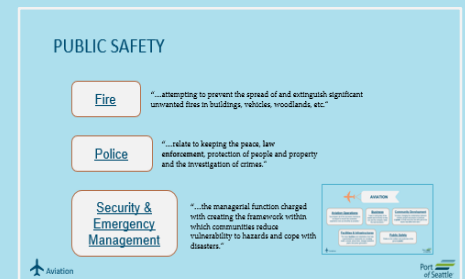 PUBLIC SAFETY
Fire
“…attempting to prevent the spread of and extinguish significant
unwanted fires in buildings, vehicles, woodlands, etc.”
Police
“…relate to keeping the peace, law
enforcement, protection of people and property
and the investigation of crimes.”
Security &
Emergency
Management
“…the managerial function charged
with creating the framework within
which communities reduce
vulnerability to hazards and cope with
disasters.”
AVIATION
Aviation
Port
of Seattle